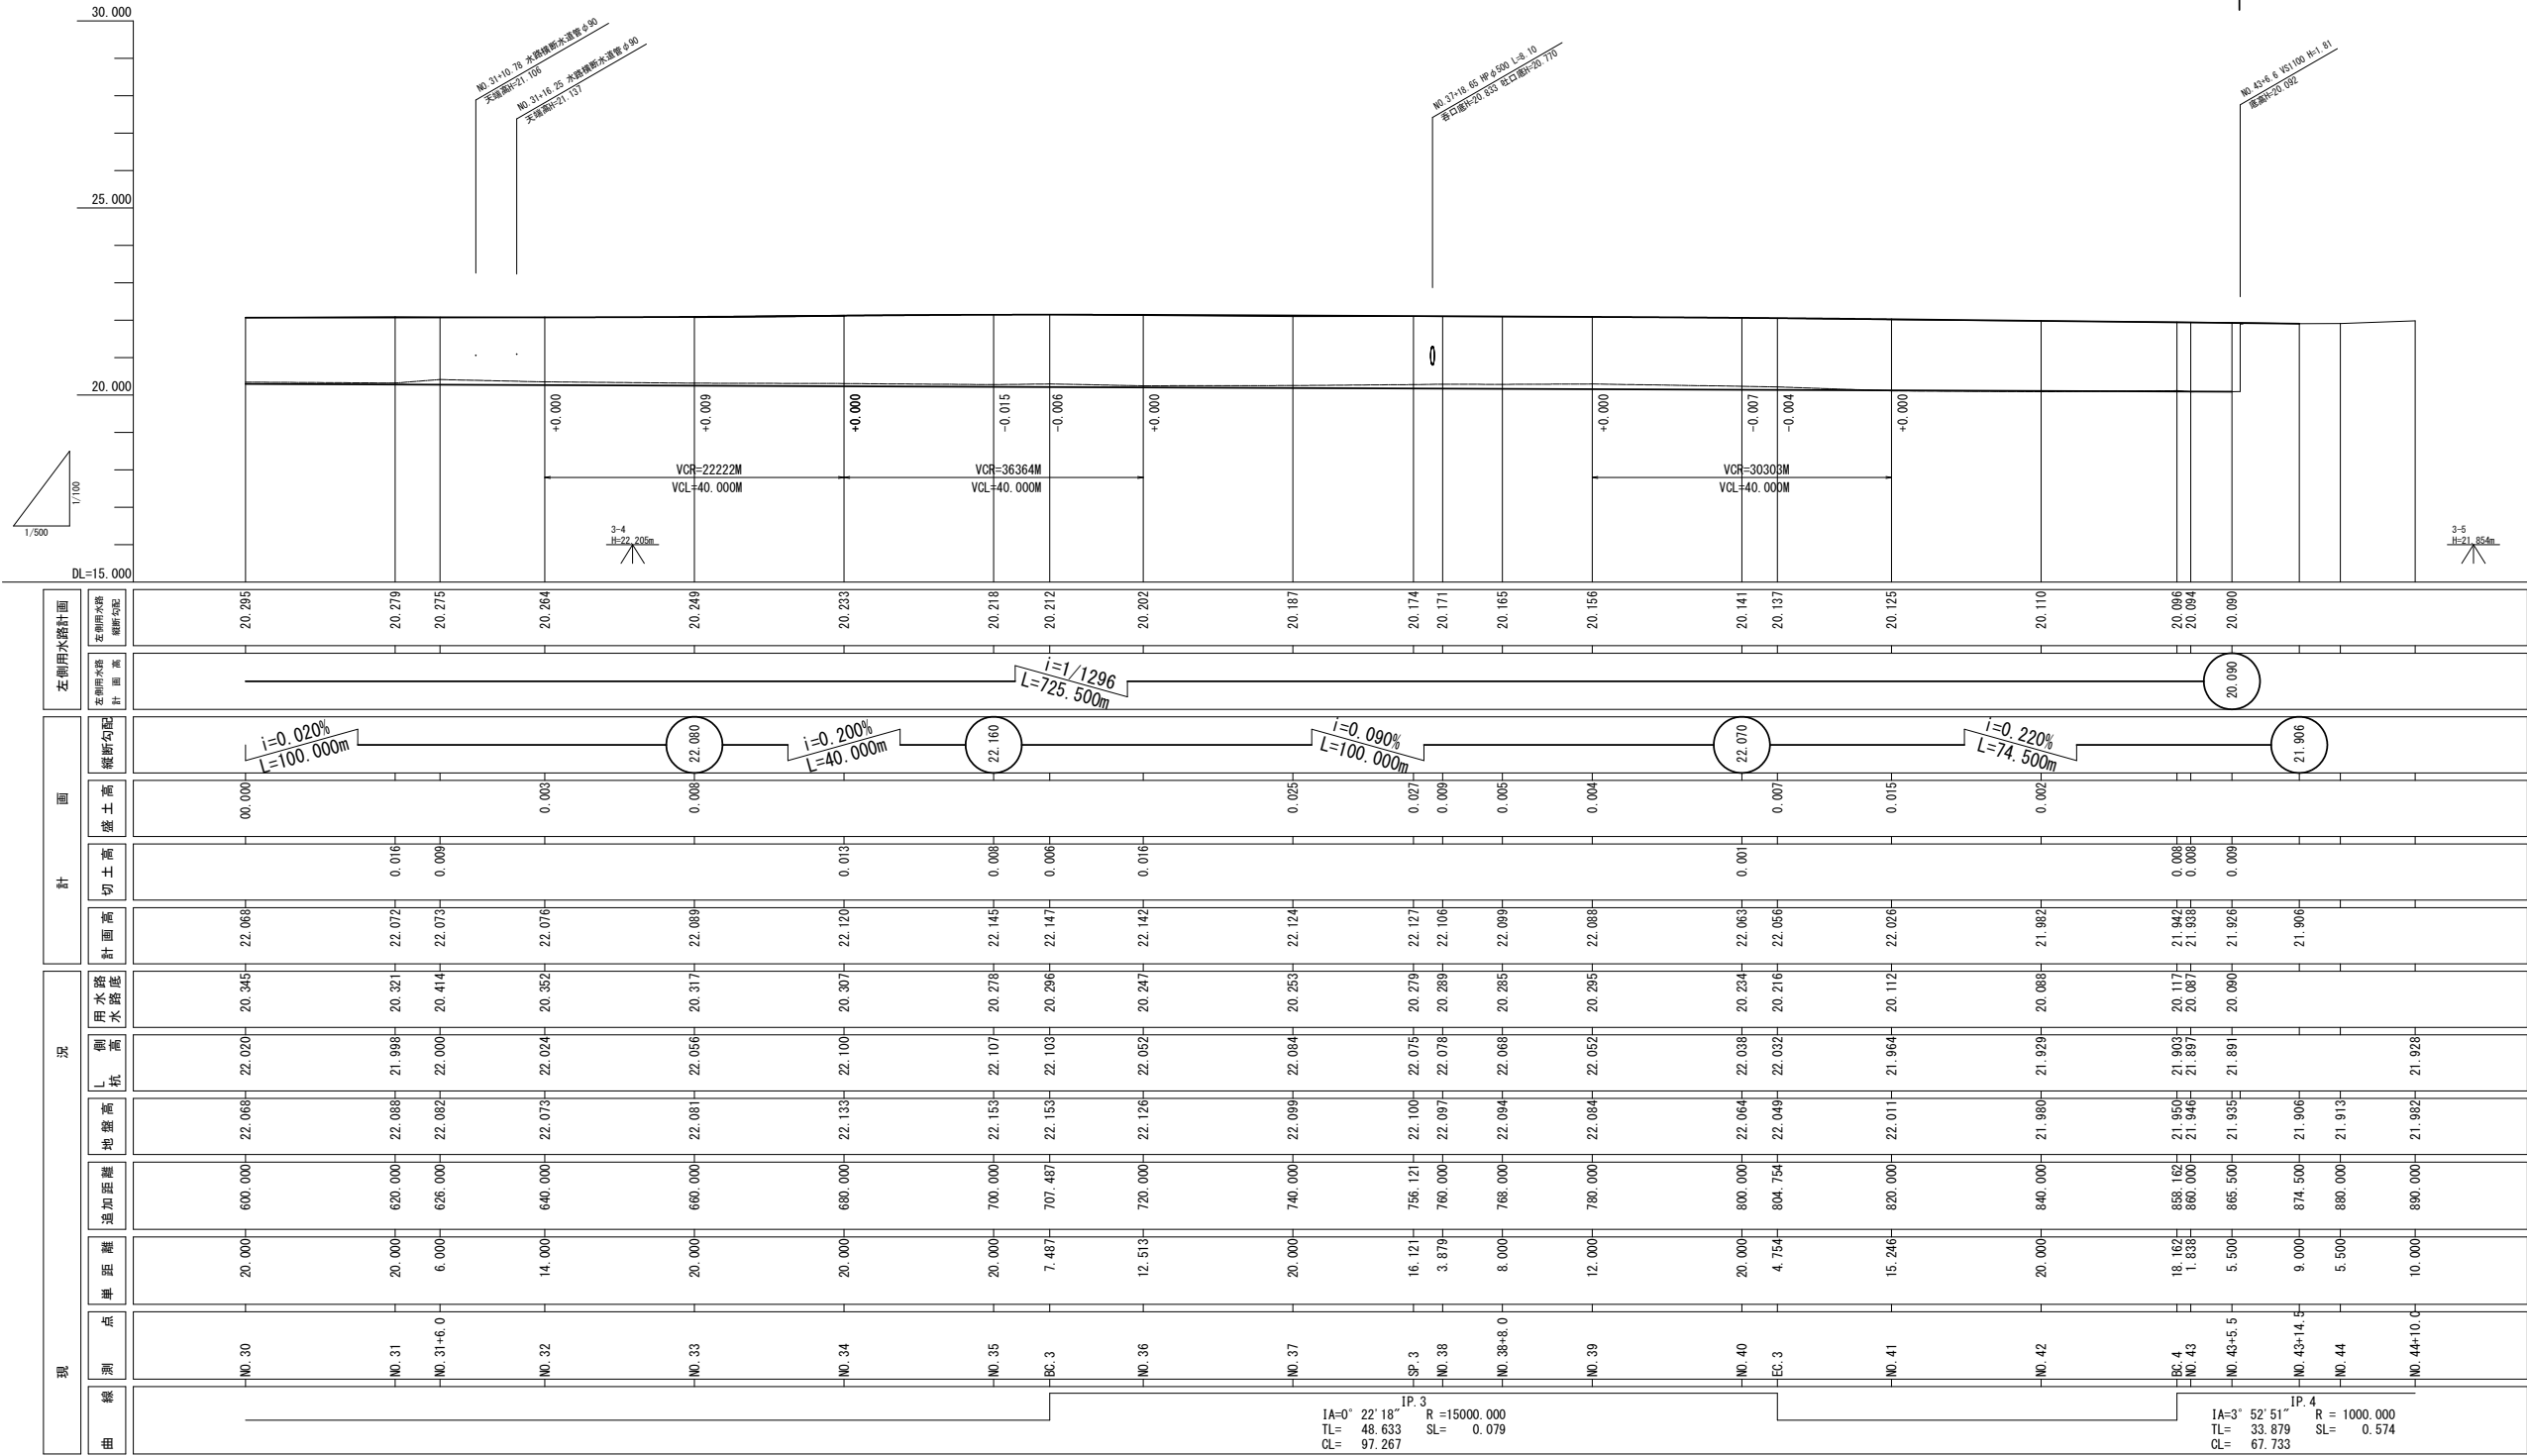 30.000
25.000
20.000
DL=15.000
1/100
1/500
NO.31+10.78 水路横断水道管φ90
天端高H=21.106
NO.31+16.25 水路横断水道管φ90
天端高H=21.137
NO.37+18.65 HPφ500 L=8.10
呑口底H=20.833 吐口底H=20.770
NO.43+6.6 VS1100 H=1.81
底高H=20.092
+0.000 +0.009 +0.000 -0.015 -0.006 +0.000 +0.000 -0.007 -0.004 +0.000
VCR=22222M
VCL=40.000M
VCR=36364M
VCL=40.000M
VCR=30303M
VCL=40.000M
3-4
H=22.205m
3-5
H=21.854m
左側用水路計画
左側用水路
縦断勾配
20.295 20.279 20.275 20.264 20.249 20.233 20.218 20.212 20.202 20.187 20.174 20.171 20.165 20.156 20.141 20.137 20.125 20.110 20.096 20.094 20.090
左側用水路
計画高
i=1/1296
L=725.500m
20.090
計画
縦断勾配
i=0.020%
L=100.000m
22.080
i=0.200%
L=40.000m
22.160
i=0.090%
L=100.000m
22.070
i=0.220%
L=74.500m
21.906
盛土高
00.000 0.003 0.008 0.025 0.027 0.009 0.005 0.004 0.007 0.015 0.002
切土高
0.016 0.009 0.013 0.008 0.006 0.016 0.001 0.008 0.008 0.009
計画高
22.068 22.072 22.073 22.076 22.089 22.120 22.145 22.147 22.142 22.124 22.127 22.106 22.099 22.088 22.063 22.056 22.026 21.982 21.942 21.938 21.926 21.906
現況
用水路
水路底
20.345 20.321 20.414 20.352 20.317 20.307 20.278 20.296 20.247 20.253 20.279 20.289 20.285 20.295 20.234 20.216 20.112 20.088 20.117 20.087 20.090
L側
杭高
22.020 21.998 22.000 22.024 22.056 22.100 22.107 22.103 22.052 22.084 22.075 22.078 22.068 22.052 22.038 22.032 21.964 21.929 21.903 21.897 21.891 21.928
地盤高
22.068 22.088 22.082 22.073 22.081 22.133 22.153 22.153 22.126 22.099 22.100 22.097 22.094 22.084 22.064 22.049 22.011 21.980 21.950 21.946 21.935 21.906 21.913 21.982
追加距離
600.000 620.000 626.000 640.000 660.000 680.000 700.000 707.487 720.000 740.000 756.121 760.000 768.000 780.000 800.000 804.754 820.000 840.000 858.162 860.000 865.500 874.500 880.000 890.000
単距離
20.000 20.000 6.000 14.000 20.000 20.000 20.000 7.487 12.513 20.000 16.121 3.879 8.000 12.000 20.000 4.754 15.246 20.000 18.162 1.838 5.500 9.000 5.500 10.000
測点
NO.30 NO.31 NO.31+6.0 NO.32 NO.33 NO.34 NO.35 BC.3 NO.36 NO.37 SP.3 NO.38 NO.38+8.0 NO.39 NO.40 EC.3 NO.41 NO.42 BC.4 NO.43 NO.43+5.5 NO.43+14.5 NO.44 NO.44+10.0
曲線
IP.3
IA=0° 22'18″ R =15000.000
TL= 48.633 SL= 0.079
CL= 97.267
IP.4
IA=3° 52'51″ R = 1000.000
TL= 33.879 SL= 0.574
CL= 67.733